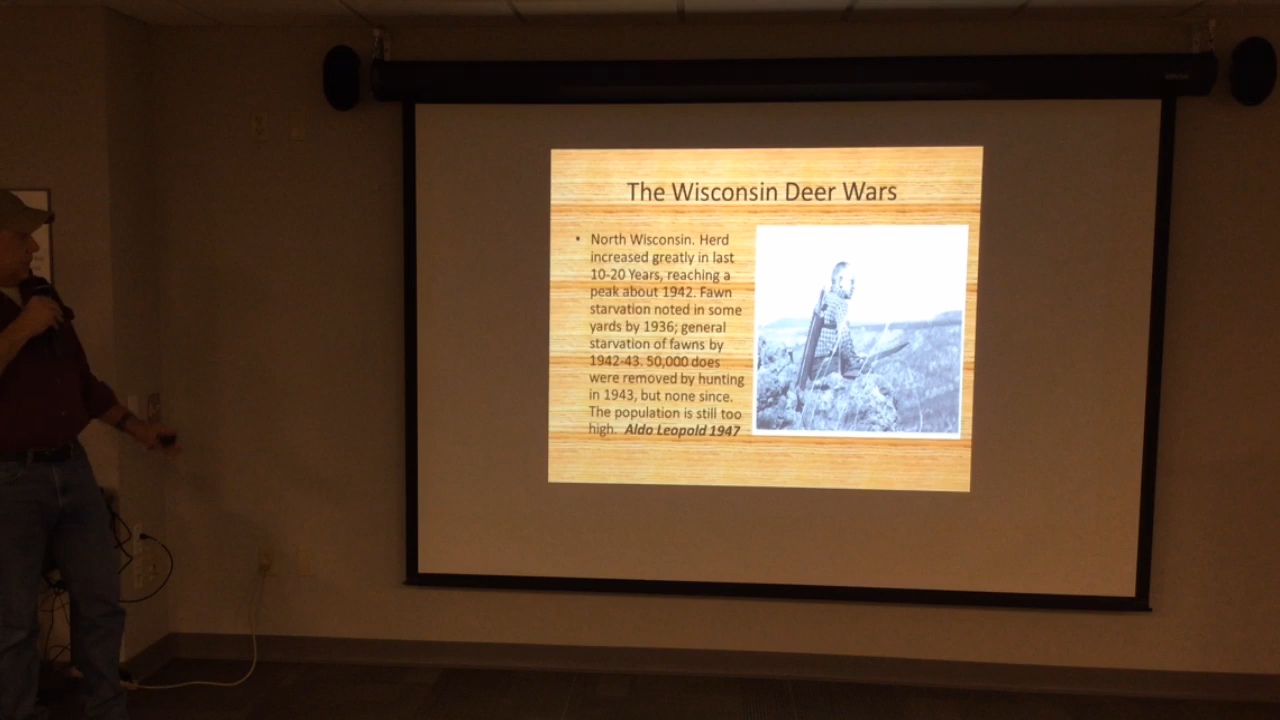 The Wisconsin Deer Wars
• North Wisconsin. Herd
increased greatly in last
10-20 Years, reaching a
peak about 1942. Fawn
starvation noted in some
yards by 1936; general
starvation of fawns by
1942-43. 50,000 does
were removed by hunting
in 1943, but none since.
The population is still too
high. Aldo Leopold 1947